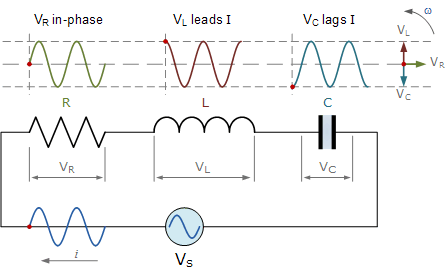 VR in-phase VL leads I VC lags I ω
VL
VR
VC
R L C
VR VL VC
i VS